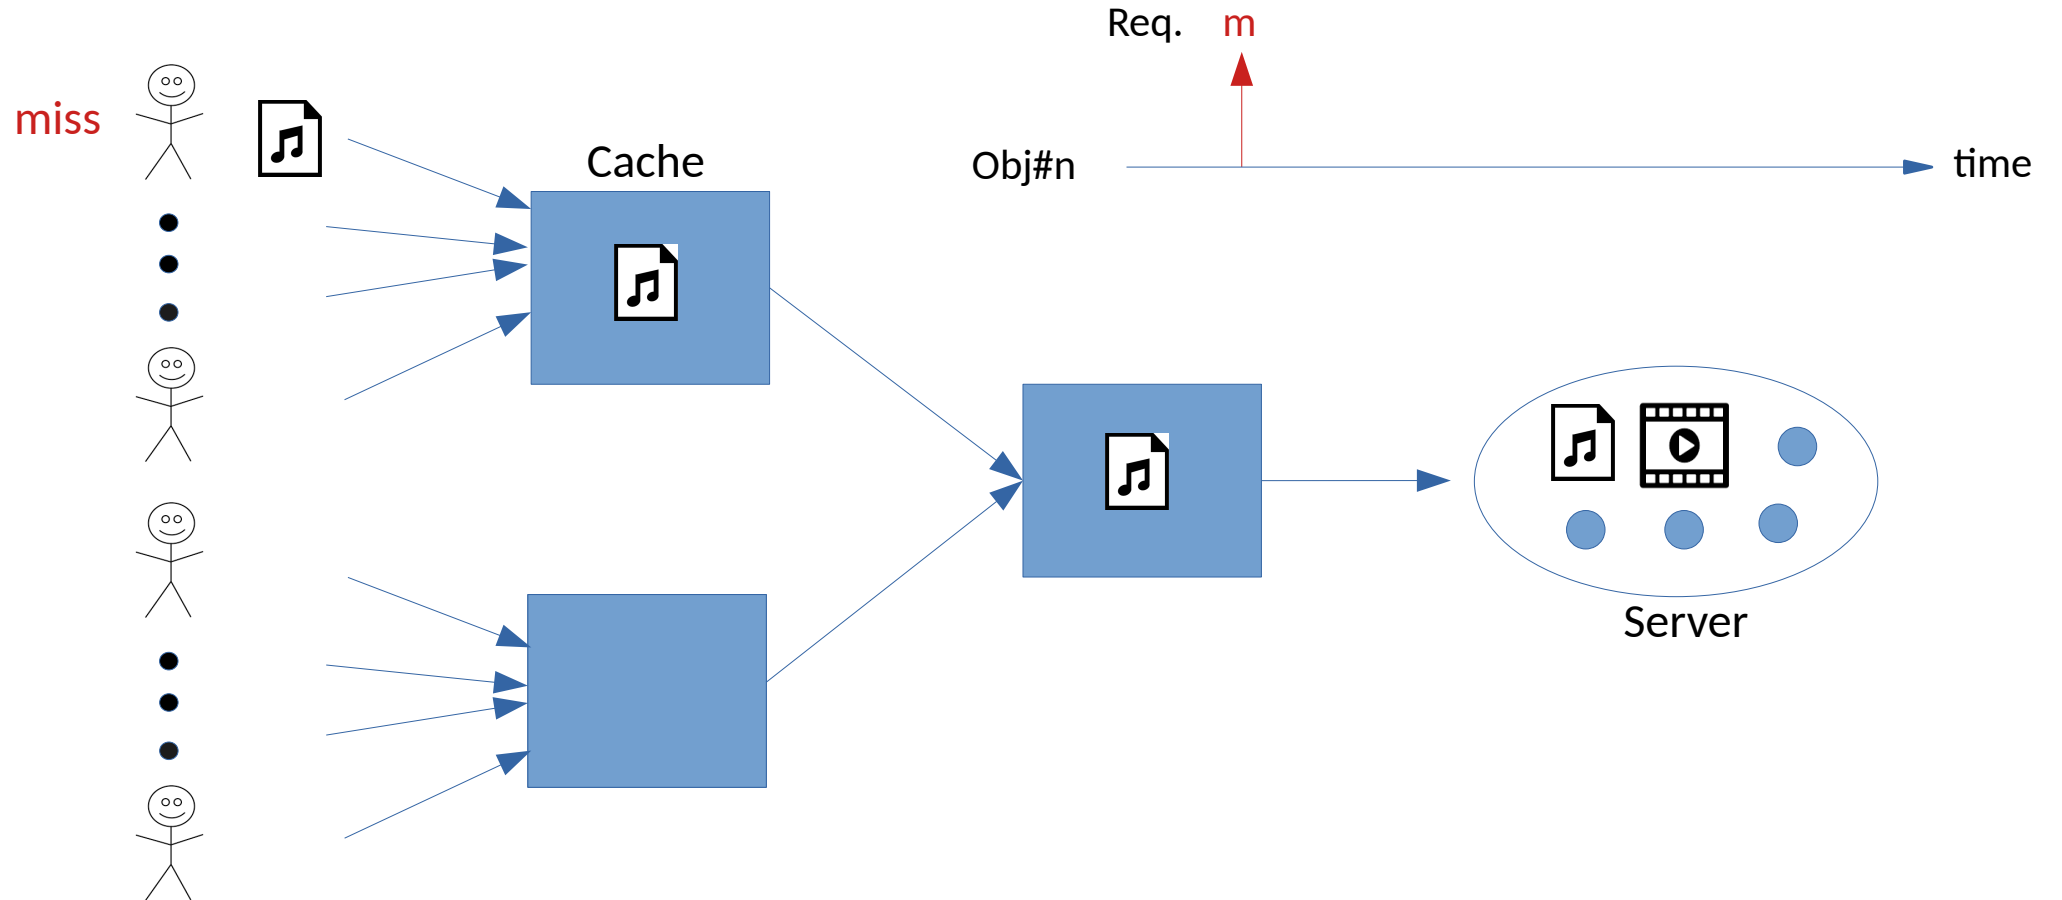 Req. m
miss
Cache
Obj#n
time
Server